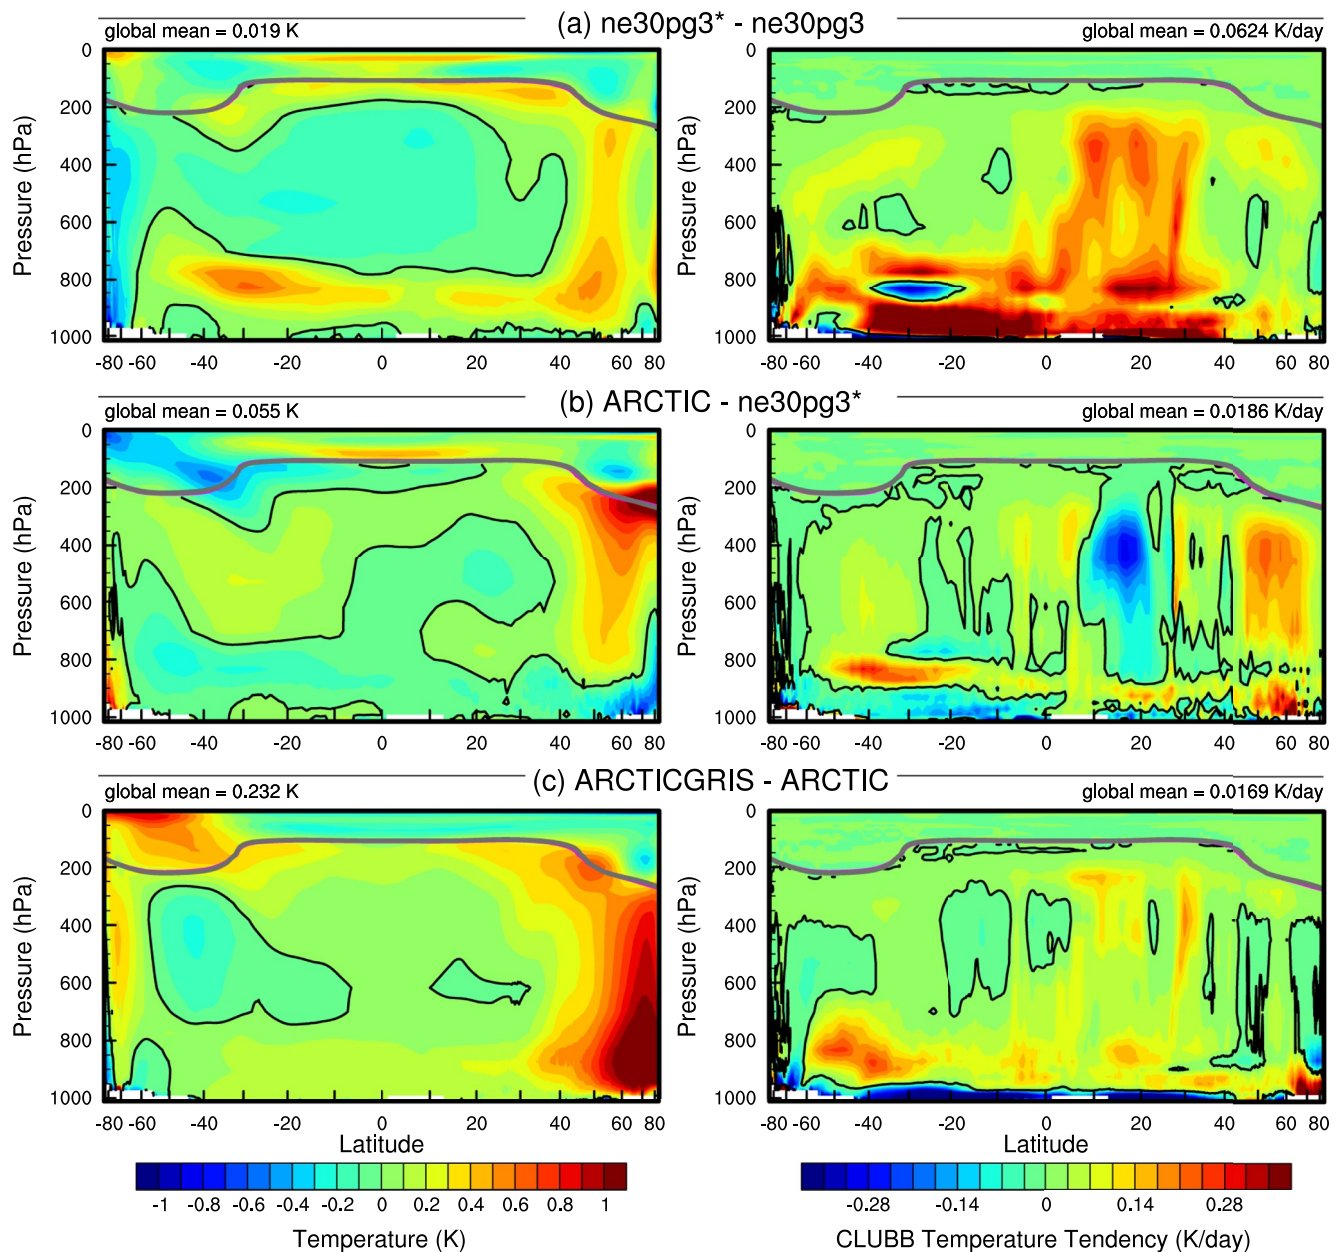 (a) ne30pg3* - ne30pg3
global mean = 0.019 K
global mean = 0.0624 K/day
0
200
400
600
800
1000
Pressure (hPa)
-80 -60 -40 -20 0 20 40 60 80
0
200
400
600
800
1000
Pressure (hPa)
-80 -60 -40 -20 0 20 40 60 80
(b) ARCTIC - ne30pg3*
global mean = 0.055 K
global mean = 0.0186 K/day
0
200
400
600
800
1000
Pressure (hPa)
-80 -60 -40 -20 0 20 40 60 80
0
200
400
600
800
1000
Pressure (hPa)
-80 -60 -40 -20 0 20 40 60 80
(c) ARCTICGRIS - ARCTIC
global mean = 0.232 K
global mean = 0.0169 K/day
0
200
400
600
800
1000
Pressure (hPa)
-80 -60 -40 -20 0 20 40 60 80
Latitude
0
200
400
600
800
1000
Pressure (hPa)
-80 -60 -40 -20 0 20 40 60 80
Latitude
-1 -0.8 -0.6 -0.4 -0.2 0 0.2 0.4 0.6 0.8 1
Temperature (K)
-0.28 -0.14 0 0.14 0.28
CLUBB Temperature Tendency (K/day)